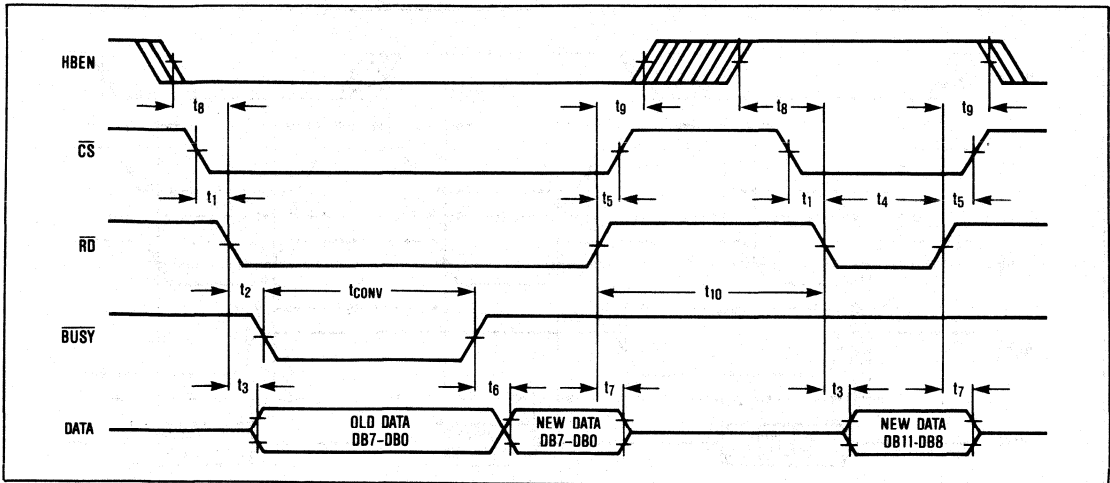 HBEN
t8 t9 t8 t9
CS
t1 t5 t1 t4 t5
RD
t2 tCONV t10
BUSY
t3 t6 t7 t3 t7
DATA
OLD DATA
DB7-DB0
NEW DATA
DB7-DB0
NEW DATA
DB11-DB8